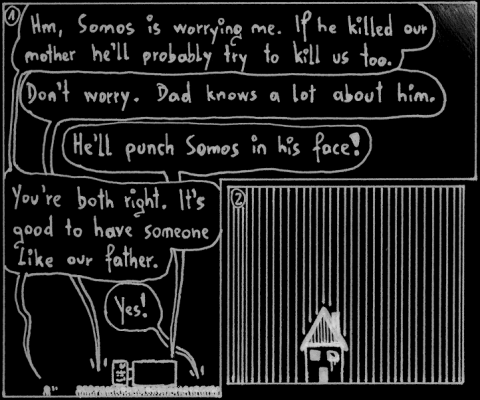 1
Hm, Somos is worrying me. If he killed our
mother he'll probably try to kill us too.
Don't worry. Dad knows a lot about him.
He'll punch Somos in his face!
You're both right. It's
good to have someone
like our father.
Yes!
2